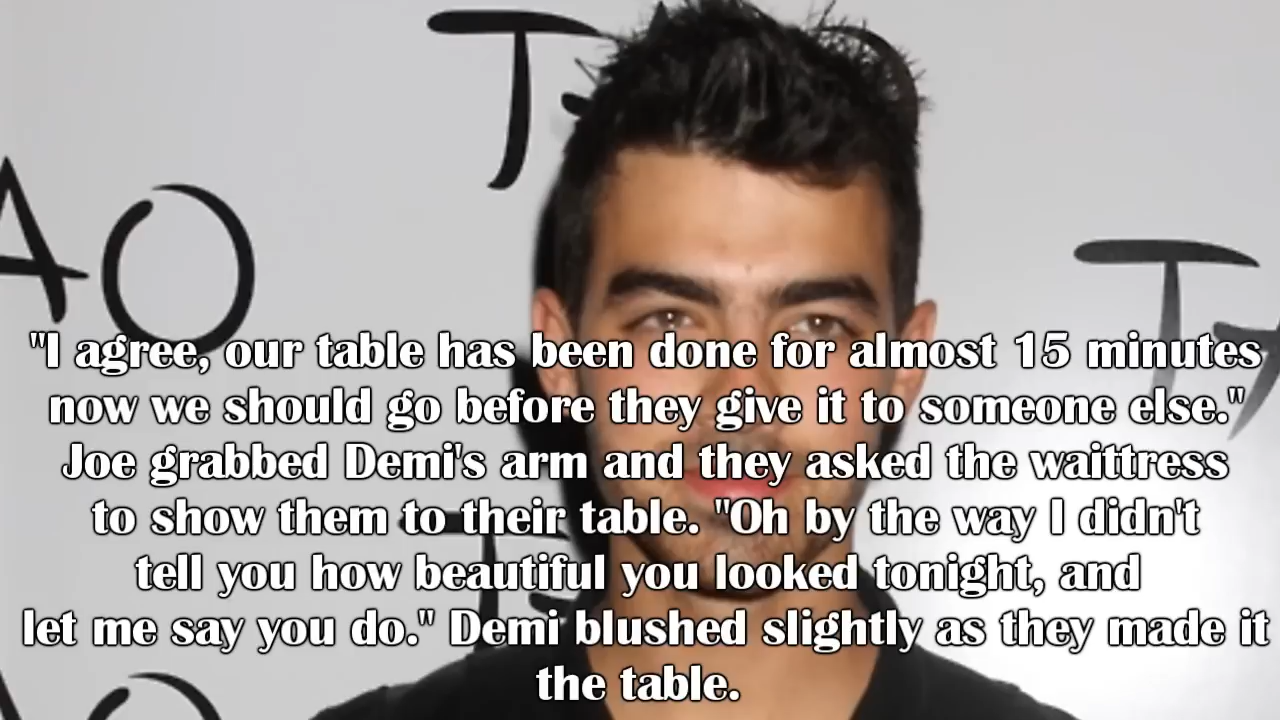 T
AO
T
"I agree, our table has been done for almost 15 minutes
now we should go before they give it to someone else."
Joe grabbed Demi's arm and they asked the waittress
to show them to their table. "Oh by the way I didn't
tell you how beautiful you looked tonight, and
let me say you do." Demi blushed slightly as they made it
the table.